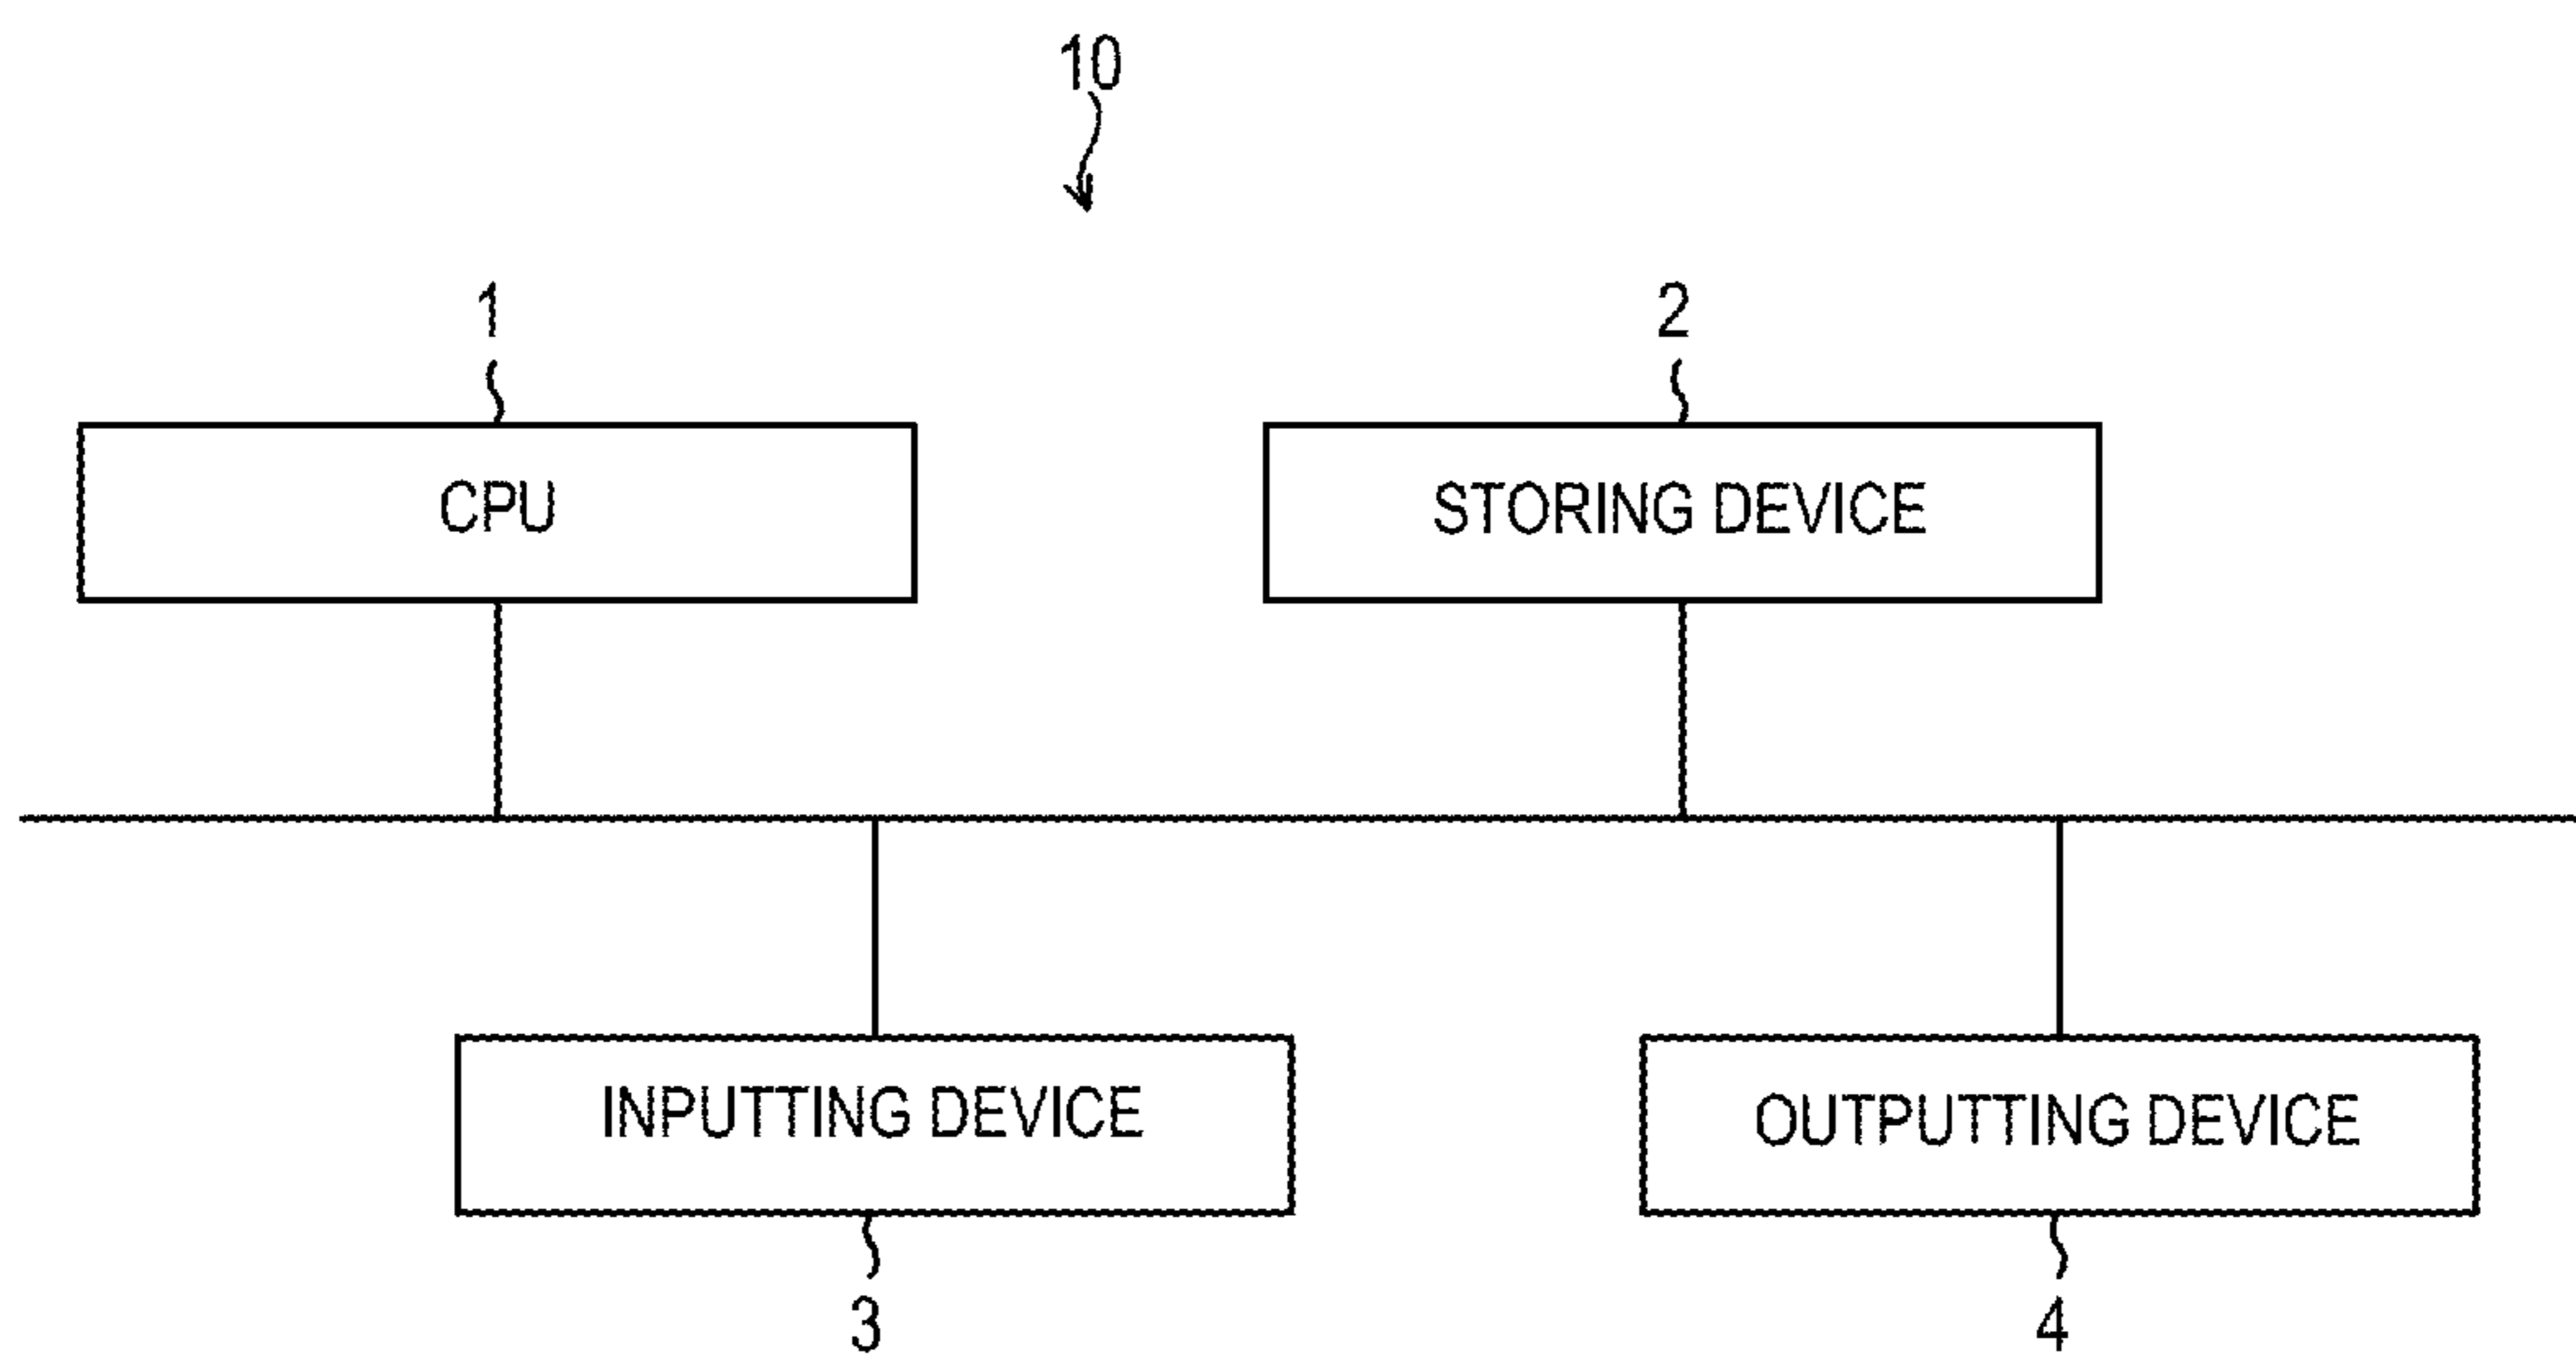 10
1
2
CPU
STORING DEVICE
INPUTTING DEVICE
OUTPUTTING DEVICE
3
4